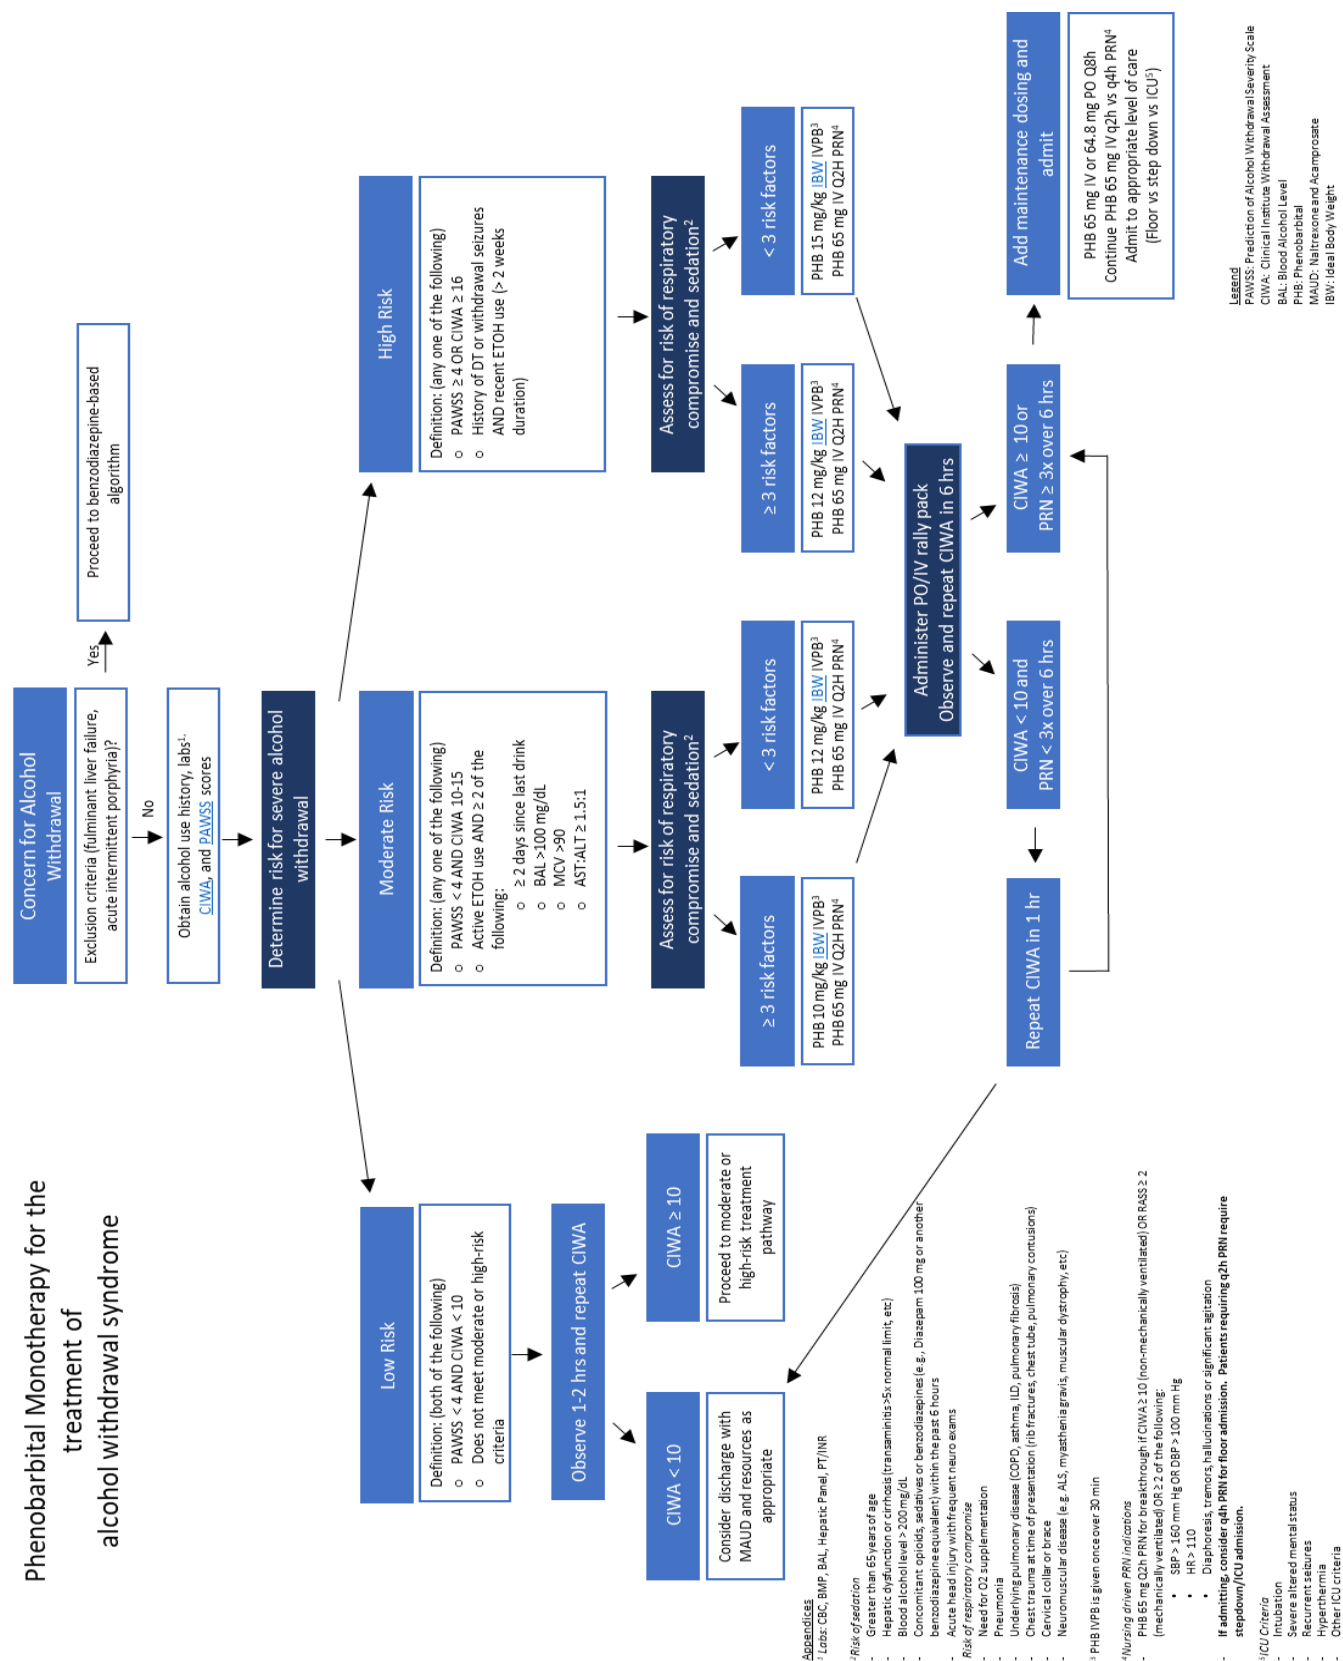 Phenobarbital Monotherapy for the
treatment of
alcohol withdrawal syndrome
Concern for Alcohol
Withdrawal
Exclusion criteria (fulminant liver failure,
acute intermittent porphyria)?
Yes
Proceed to benzodiazepine-based
algorithm
No
Obtain alcohol use history, labs¹,
CIWA, and PAWSS scores
Determine risk for severe alcohol
withdrawal
Low Risk
Definition: (both of the following)
○ PAWSS < 4 AND CIWA < 10
○ Does not meet moderate or high-risk
criteria
Observe 1-2 hrs and repeat CIWA
CIWA < 10
Consider discharge with
MAUD and resources as
appropriate
CIWA ≥ 10
Proceed to moderate or
high-risk treatment
pathway
Moderate Risk
Definition: (any one of the following)
○ PAWSS < 4 AND CIWA 10-15
○ Active ETOH use AND ≥ 2 of the
following:
○ ≥ 2 days since last drink
○ BAL >100 mg/dL
○ MCV >90
○ AST:ALT ≥ 1.5:1
Assess for risk of respiratory
compromise and sedation²
≥ 3 risk factors
PHB 10 mg/kg IBW IVPB³
PHB 65 mg IV Q2H PRN⁴
< 3 risk factors
PHB 12 mg/kg IBW IVPB³
PHB 65 mg IV Q2H PRN⁴
High Risk
Definition: (any one of the following)
○ PAWSS ≥ 4 OR CIWA ≥ 16
○ History of DT or withdrawal seizures
AND recent ETOH use (> 2 weeks
duration)
Assess for risk of respiratory
compromise and sedation²
≥ 3 risk factors
PHB 12 mg/kg IBW IVPB³
PHB 65 mg IV Q2H PRN⁴
< 3 risk factors
PHB 15 mg/kg IBW IVPB³
PHB 65 mg IV Q2H PRN⁴
Administer PO/IV rally pack
Observe and repeat CIWA in 6 hrs
Repeat CIWA in 1 hr
CIWA < 10 and
PRN < 3x over 6 hrs
CIWA ≥ 10 or
PRN ≥ 3x over 6 hrs
Add maintenance dosing and
admit
PHB 65 mg IV or 64.8 mg PO Q8h
Continue PHB 65 mg IV q2h vs q4h PRN⁴
Admit to appropriate level of care
(Floor vs step down vs ICU⁵)
Appendices
¹ Labs: CBC, BMP, BAL, Hepatic Panel, PT/INR
² Risk of sedation
- Greater than 65 years of age
- Hepatic dysfunction or cirrhosis (transaminitis >5x normal limit, etc)
- Blood alcohol level > 200 mg/dL
- Concomitant opioids, sedatives or benzodiazepines (e.g., Diazepam 100 mg or another
benzodiazepine equivalent) within the past 6 hours
- Acute head injury with frequent neuro exams
Risk of respiratory compromise
- Need for O2 supplementation
- Pneumonia
- Underlying pulmonary disease (COPD, asthma, ILD, pulmonary fibrosis)
- Chest trauma at time of presentation (rib fractures, chest tube, pulmonary contusions)
- Cervical collar or brace
- Neuromuscular disease (e.g. ALS, myasthenia gravis, muscular dystrophy, etc)
³ PHB IVPB is given once over 30 min
⁴ Nursing driven PRN indications
- PHB 65 mg Q2h PRN for breakthrough if CIWA ≥ 10 (non-mechanically ventilated) OR RASS ≥ 2
(mechanically ventilated) OR ≥ 2 of the following:
• SBP > 160 mm Hg OR DBP > 100 mm Hg
• HR > 110
• Diaphoresis, tremors, hallucinations or significant agitation
- If admitting, consider q4h PRN for floor admission. Patients requiring q2h PRN require
stepdown/ICU admission.
⁵ ICU Criteria
- Intubation
- Severe altered mental status
- Recurrent seizures
- Hyperthermia
- Other ICU criteria
Legend
PAWSS: Prediction of Alcohol Withdrawal Severity Scale
CIWA: Clinical Institute Withdrawal Assessment
BAL: Blood Alcohol Level
PHB: Phenobarbital
MAUD: Naltrexone and Acamprosate
IBW: Ideal Body Weight